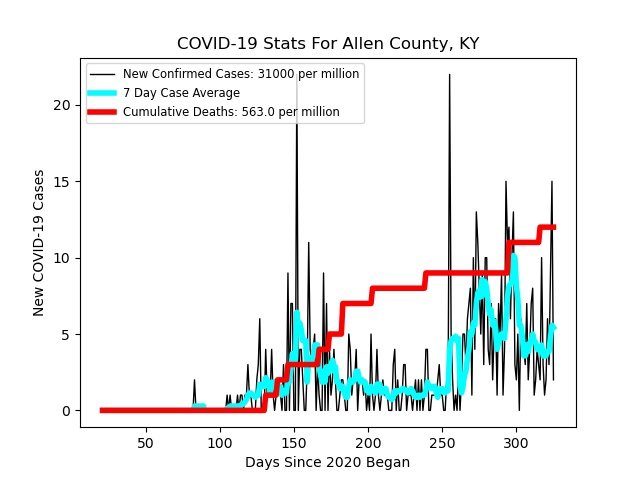 COVID-19 Stats For Allen County, KY
New Confirmed Cases: 31000 per million
7 Day Case Average
Cumulative Deaths: 563.0 per million
New COVID-19 Cases
20
15
10
5
0
50 100 150 200 250 300
Days Since 2020 Began